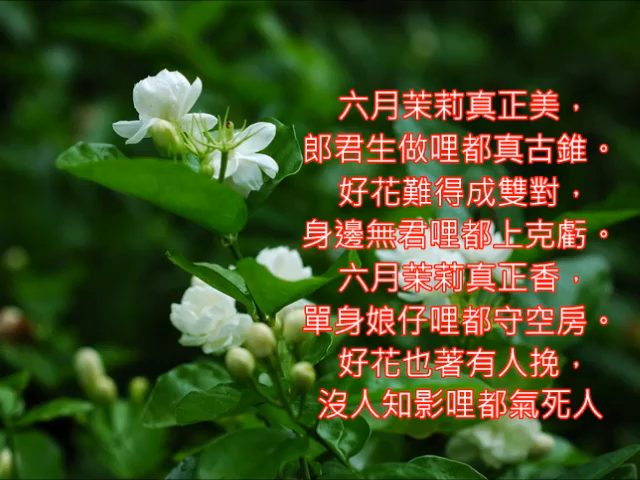 六月茉莉真正美，
郎君生做哩都真古錐。
好花難得成雙對，
身邊無君哩都上克虧。
六月茉莉真正香，
單身娘仔哩都守空房。
好花也著有人挽，
沒人知影哩都氣死人